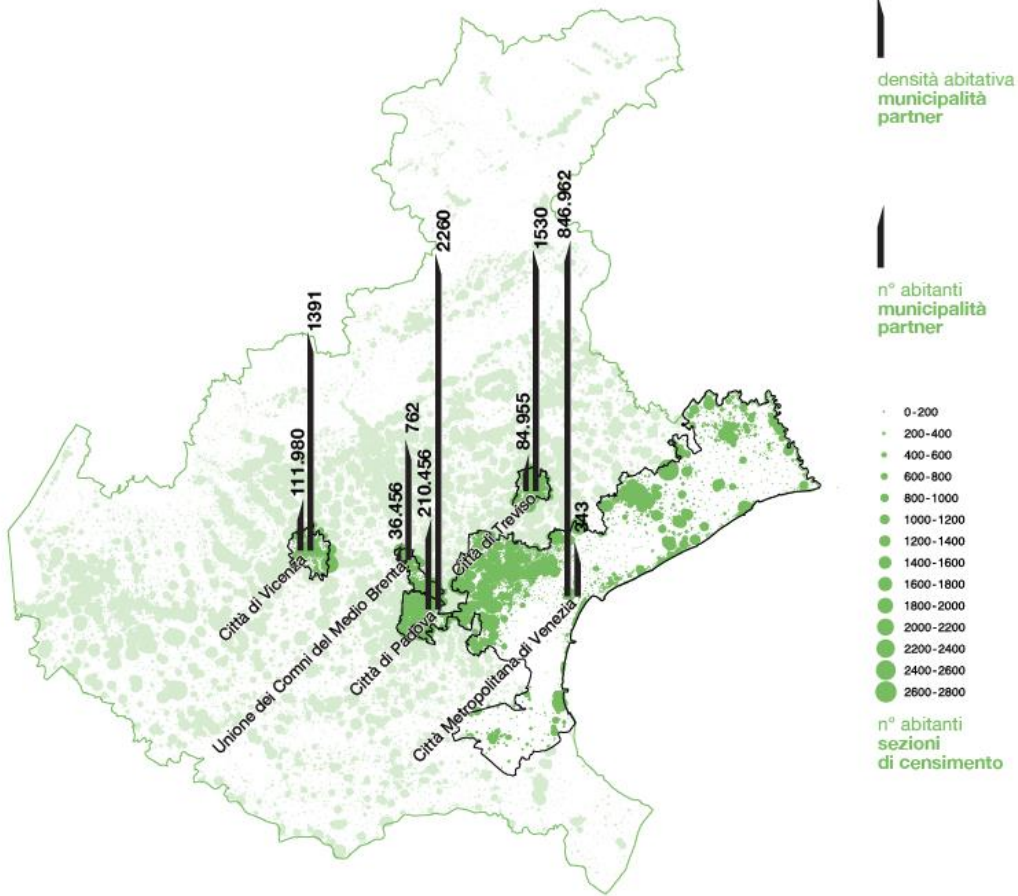 densità abitativa
municipalità
partner
n° abitanti
municipalità
partner
0-200
200-400
400-600
600-800
800-1000
1000-1200
1200-1400
1400-1600
1600-1800
1800-2000
2000-2200
2200-2400
2400-2600
2600-2800
n° abitanti
sezioni
di censimento
111.980
1391
Città di Vicenza
36.456
762
Unione dei Comni del Medio Brenta
210.456
2260
Città di Padova
84.955
1530
Città di Treviso
846.962
343
Città Metropolitana di Venezia